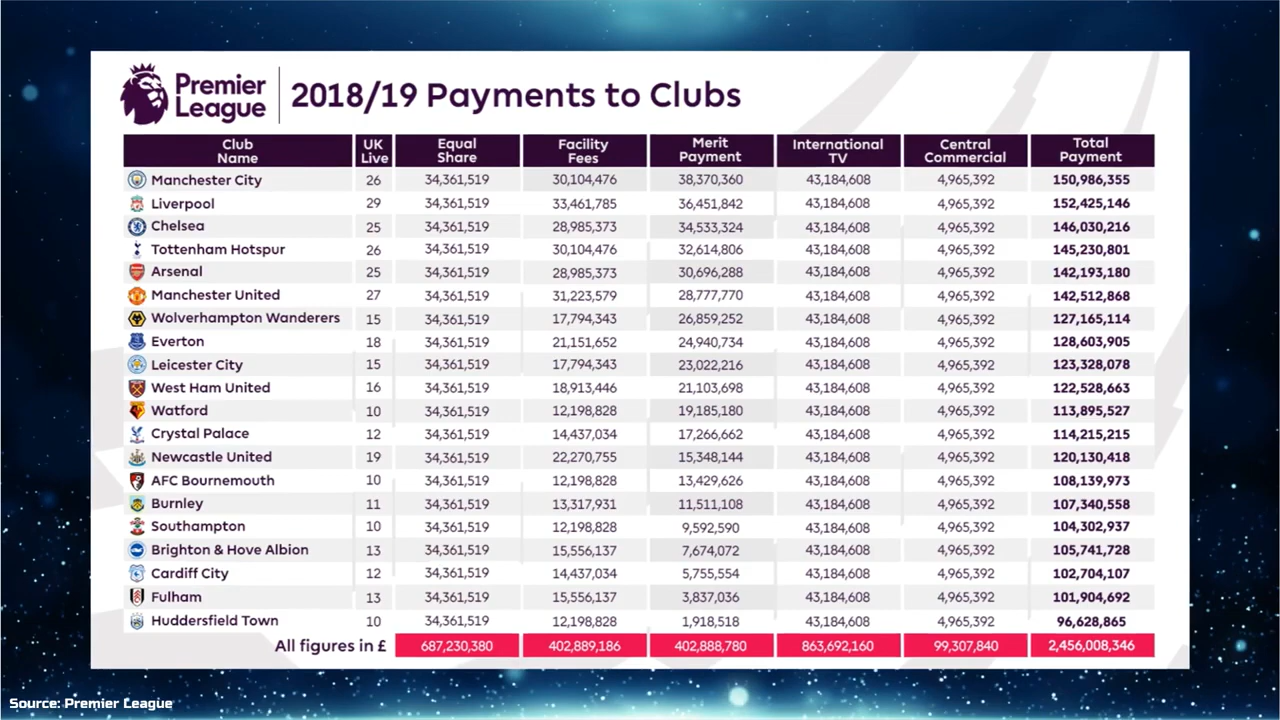 Premier
League
2018/19 Payments to Clubs
Club Name UK Live Equal Share Facility Fees Merit Payment International TV Central Commercial Total Payment
Manchester City 26 34,361,519 30,104,476 38,370,360 43,184,608 4,965,392 150,986,355
Liverpool 29 34,361,519 33,461,785 36,451,842 43,184,608 4,965,392 152,425,146
Chelsea 25 34,361,519 28,985,373 34,533,324 43,184,608 4,965,392 146,030,216
Tottenham Hotspur 26 34,361,519 30,104,476 32,614,806 43,184,608 4,965,392 145,230,801
Arsenal 25 34,361,519 28,985,373 30,696,288 43,184,608 4,965,392 142,193,180
Manchester United 27 34,361,519 31,223,579 28,777,770 43,184,608 4,965,392 142,512,868
Wolverhampton Wanderers 15 34,361,519 17,794,343 26,859,252 43,184,608 4,965,392 127,165,114
Everton 18 34,361,519 21,151,652 24,940,734 43,184,608 4,965,392 128,603,905
Leicester City 15 34,361,519 17,794,343 23,022,216 43,184,608 4,965,392 123,328,078
West Ham United 16 34,361,519 18,913,446 21,103,698 43,184,608 4,965,392 122,528,663
Watford 10 34,361,519 12,198,828 19,185,180 43,184,608 4,965,392 113,895,527
Crystal Palace 12 34,361,519 14,437,034 17,266,662 43,184,608 4,965,392 114,215,215
Newcastle United 19 34,361,519 22,270,755 15,348,144 43,184,608 4,965,392 120,130,418
AFC Bournemouth 10 34,361,519 12,198,828 13,429,626 43,184,608 4,965,392 108,139,973
Burnley 11 34,361,519 13,317,931 11,511,108 43,184,608 4,965,392 107,340,558
Southampton 10 34,361,519 12,198,828 9,592,590 43,184,608 4,965,392 104,302,937
Brighton & Hove Albion 13 34,361,519 15,556,137 7,674,072 43,184,608 4,965,392 105,741,728
Cardiff City 12 34,361,519 14,437,034 5,755,554 43,184,608 4,965,392 102,704,107
Fulham 13 34,361,519 15,556,137 3,837,036 43,184,608 4,965,392 101,904,692
Huddersfield Town 10 34,361,519 12,198,828 1,918,518 43,184,608 4,965,392 96,628,865
All figures in £ 687,230,380 402,889,186 402,888,780 863,692,160 99,307,840 2,456,008,346
Source: Premier League